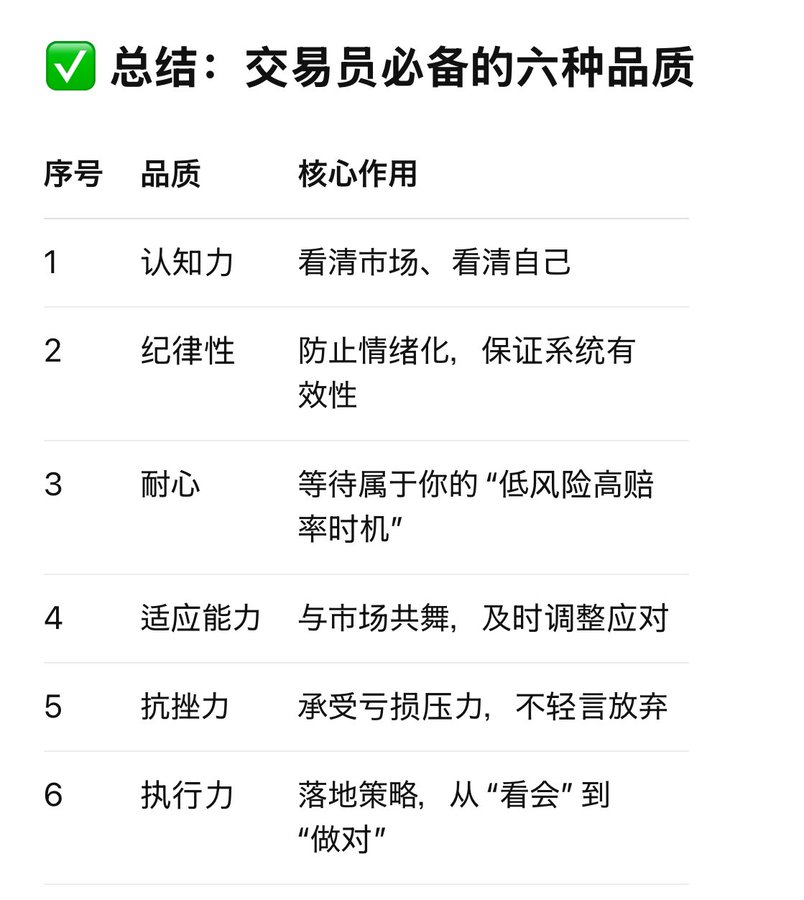 ✅ 总结：交易员必备的六种品质
序号 品质 核心作用
1 认知力 看清市场、看清自己
2 纪律性 防止情绪化，保证系统有
效性
3 耐心 等待属于你的 “低风险高赔
率时机”
4 适应能力 与市场共舞，及时调整应对
5 抗挫力 承受亏损压力，不轻言放弃
6 执行力 落地策略，从 “看会” 到
“做对”